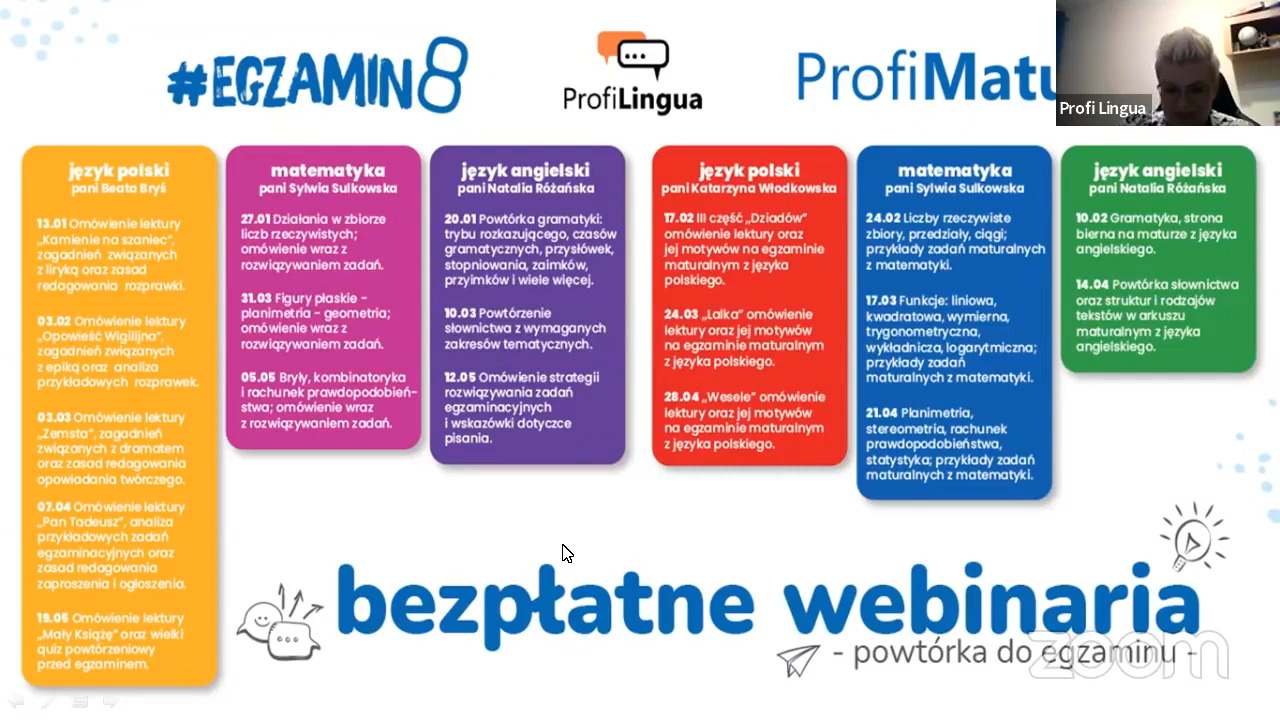 #EGZAMIN8
ProfiLingua
ProfiMatu
Profi Lingua
język polski
pani Beata Bryś
13.01 Omówienie lektury
„Kamienie na szaniec",
zagadnień związanych
z liryką oraz zasad
redagowania rozprawki.
03.02 Omówienie lektury
„Opowieść Wigilijna",
zagadnień związanych
z epiką oraz analiza
przykładowych rozprawek.
03.03 Omówienie lektury
„Zemsta", zagadnień
związanych z dramatem
oraz zasad redagowania
opowiadania twórczego.
07.04 Omówienie lektury
„Pan Tadeusz", analiza
przykładowych zadań
egzaminacyjnych oraz
zasad redagowania
zaproszenia i ogłoszenia.
19.05 Omówienie lektury
„Mały Książę" oraz wielki
quiz powtórzeniowy
przed egzaminem.
matematyka
pani Sylwia Sulkowska
27.01 Działania w zbiorze
liczb rzeczywistych;
omówienie wraz z
rozwiązywaniem zadań.
31.03 Figury płaskie -
planimetria - geometria;
omówienie wraz z
rozwiązywaniem zadań.
05.05 Bryły, kombinatoryka
i rachunek prawdopodobień-
stwa; omówienie wraz
z rozwiązywaniem zadań.
język angielski
pani Natalia Różańska
20.01 Powtórka gramatyki:
trybu rozkazującego, czasów
gramatycznych, przysłówek,
stopniowania, zaimków,
przyimków i wiele więcej.
10.03 Powtórzenie
słownictwa z wymaganych
zakresów tematycznych.
12.05 Omówienie strategii
rozwiązywania zadań
egzaminacyjnych
i wskazówki dotyczce
pisania.
język polski
pani Katarzyna Włodkowska
17.02 III część „Dziadów"
omówienie lektury oraz
jej motywów na egzaminie
maturalnym z języka
polskiego.
24.03 „Lalka" omówienie
lektury oraz jej motywów
na egzaminie maturalnym
z języka polskiego.
28.04 „Wesele" omówienie
lektury oraz jej motywów
na egzaminie maturalnym
z języka polskiego.
matematyka
pani Sylwia Sulkowska
24.02 Liczby rzeczywiste
zbiory, przedziały, ciągi;
przykłady zadań maturalnych
z matematyki.
17.03 Funkcje: liniowa,
kwadratowa, wymierna,
trygonometryczna,
wykładnicza, logarytmiczna;
przykłady zadań
maturalnych z matematyki.
21.04 Planimetria,
stereometria, rachunek
prawdopodobieństwa,
statystyka; przykłady zadań
maturalnych z matematyki.
język angielski
pani Natalia Różańska
10.02 Gramatyka, strona
bierna na maturze z języka
angielskiego.
14.04 Powtórka słownictwa
oraz struktur i rodzajów
tekstów w arkuszu
maturalnym z języka
angielskiego.
bezpłatne webinaria
- powtórka do egzaminu -
zoom